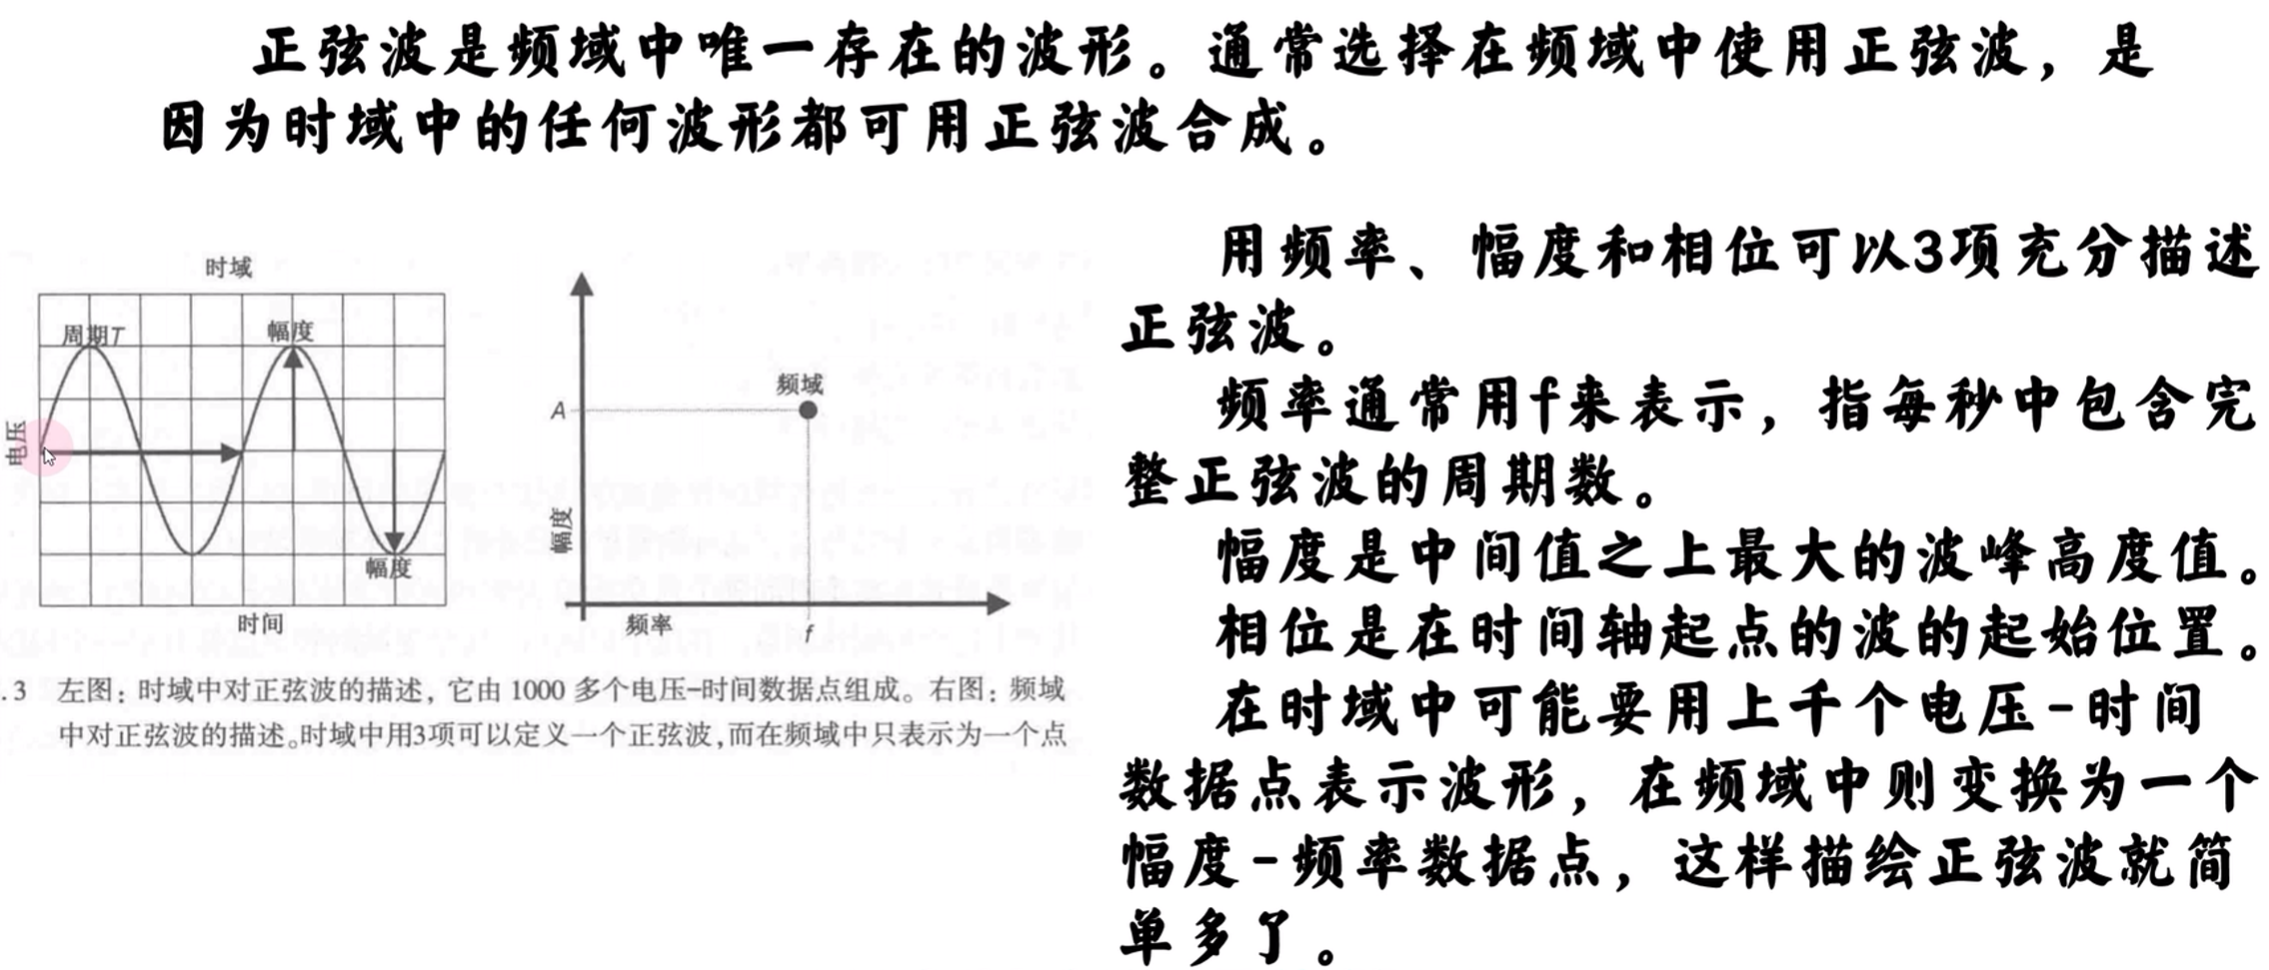 正弦波是频域中唯一存在的波形。通常选择在频域中使用正弦波，是
因为时域中的任何波形都可用正弦波合成。
时域
周期T
幅度
电压
幅度
时间
频域
A
幅度
频率
f
.3 左图：时域中对正弦波的描述，它由1000多个电压-时间数据点组成。右图：频域
中对正弦波的描述。时域中用3项可以定义一个正弦波，而在频域中只表示为一个点
用频率、幅度和相位可以3项充分描述
正弦波。
频率通常用f来表示，指每秒中包含完
整正弦波的周期数。
幅度是中间值之上最大的波峰高度值。
相位是在时间轴起点的波的起始位置。
在时域中可能要用上千个电压-时间
数据点表示波形，在频域中则变换为一个
幅度-频率数据点，这样描绘正弦波就简
单多了。